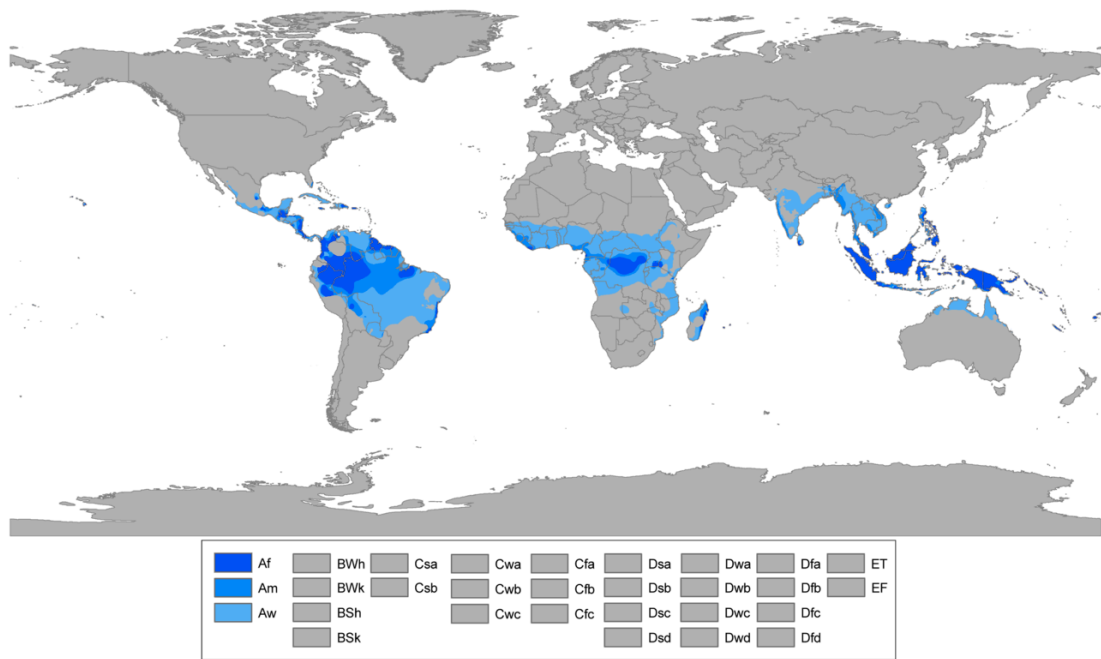 Af BWh Csa Cwa Cfa Dsa Dwa Dfa ET
Am BWk Csb Cwb Cfb Dsb Dwb Dfb EF
Aw BSh Cwc Cfc Dsc Dwc Dfc
BSk Dsd Dwd Dfd